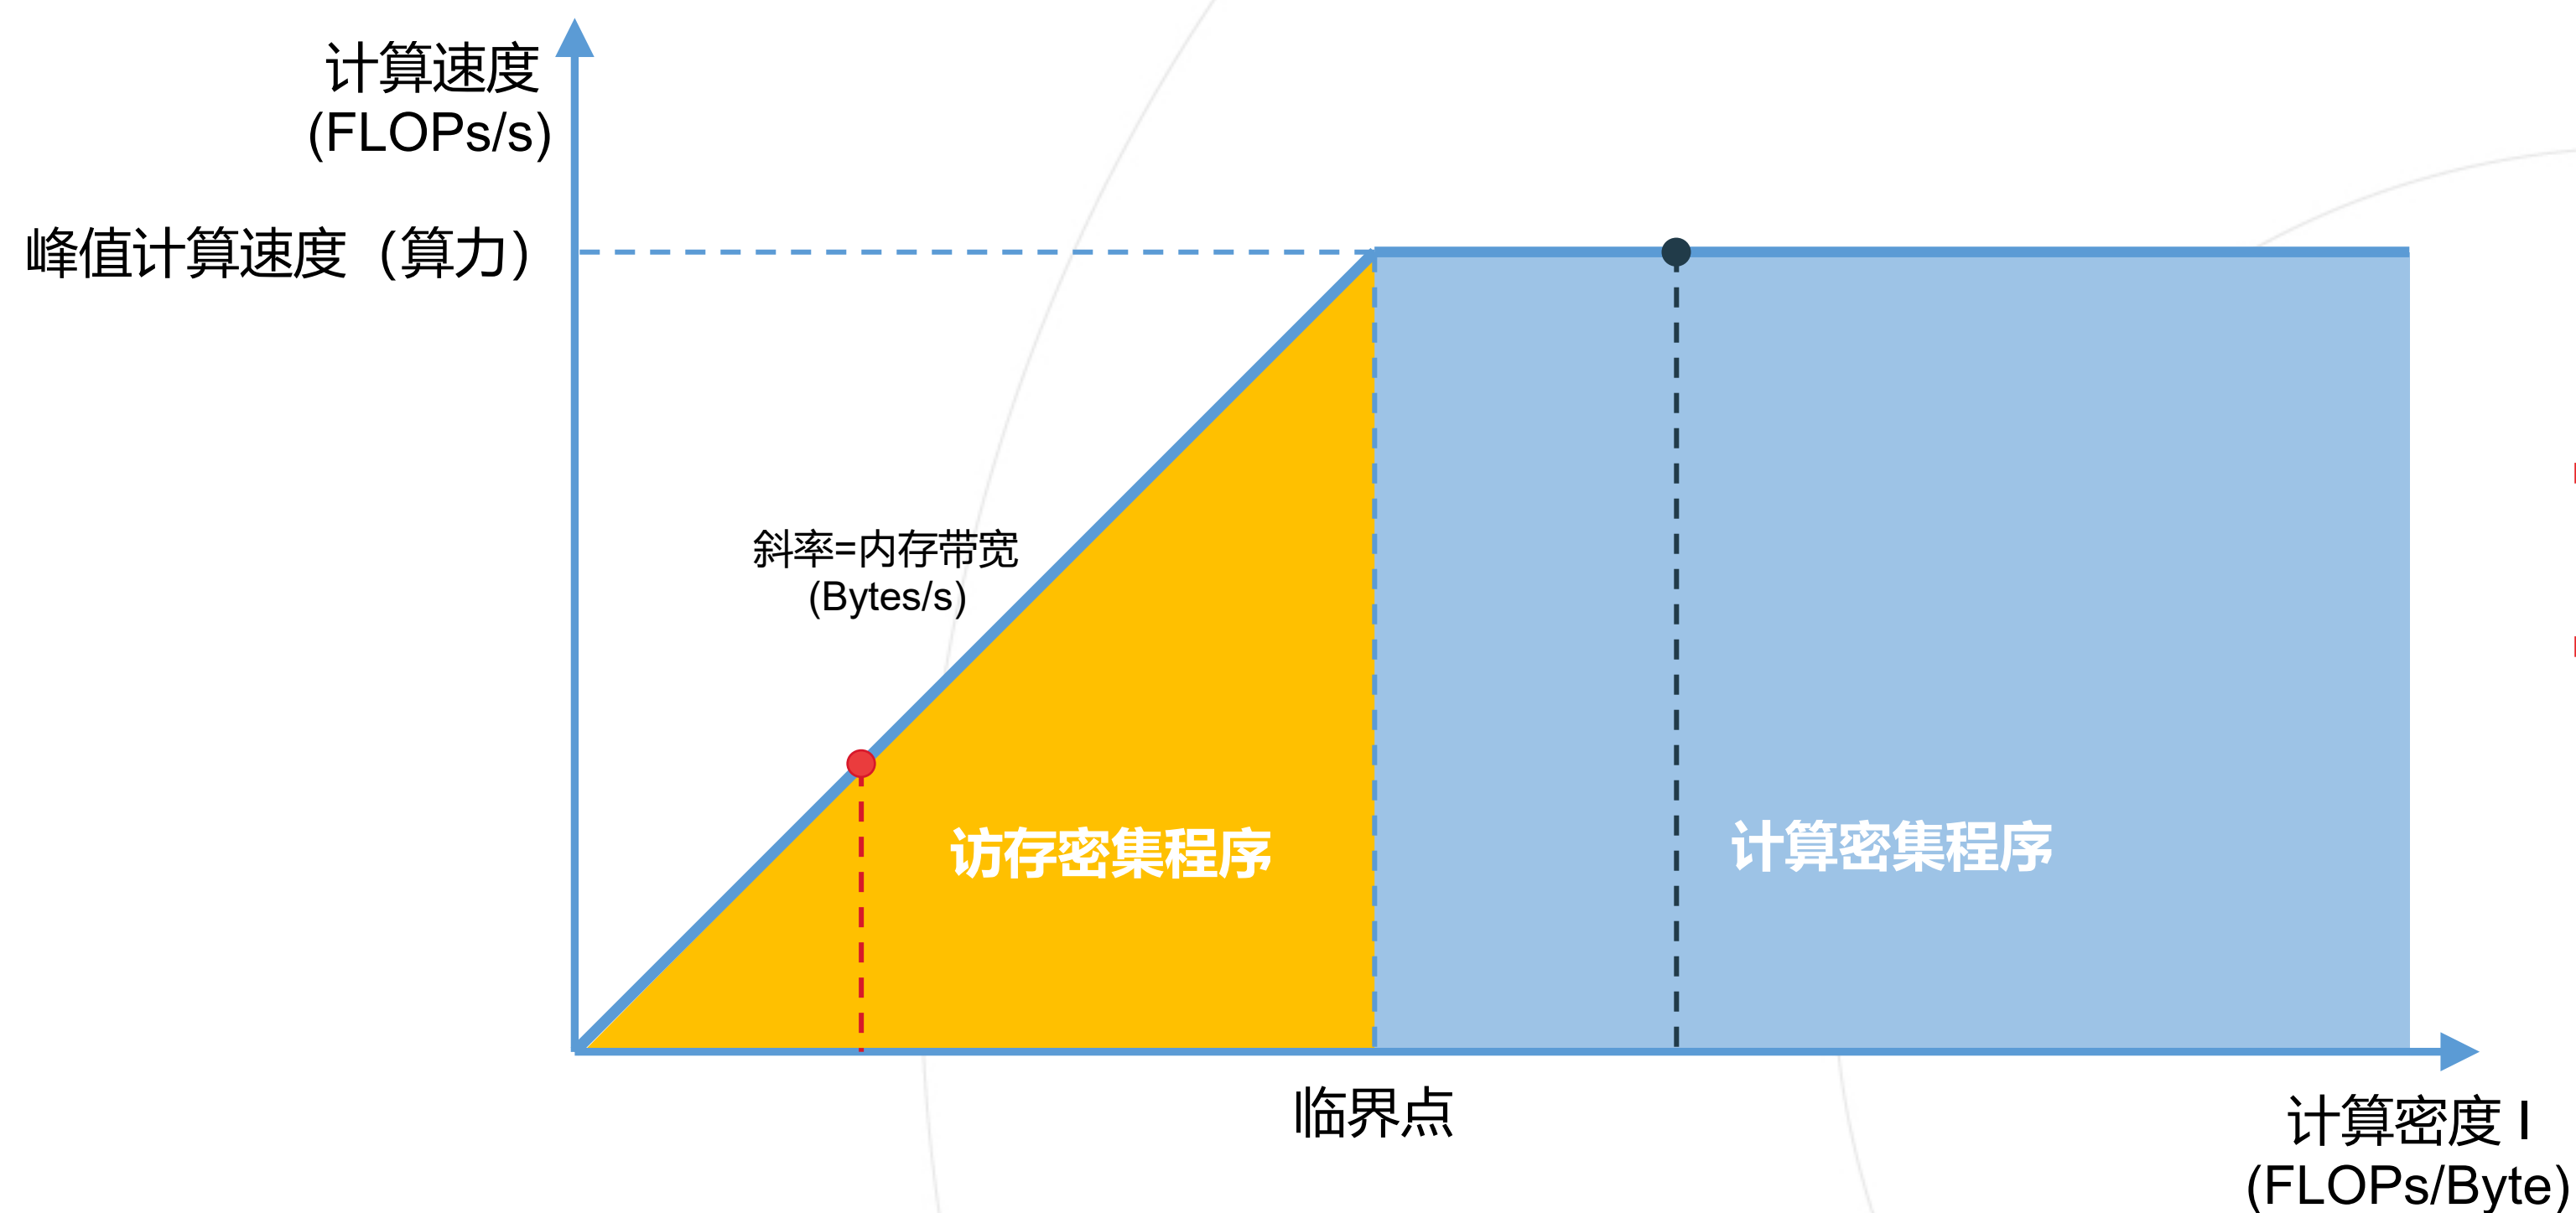 计算速度
(FLOPs/s)
峰值计算速度（算力）
斜率=内存带宽
(Bytes/s)
访存密集程序
计算密集程序
临界点
计算密度 I
(FLOPs/Byte)